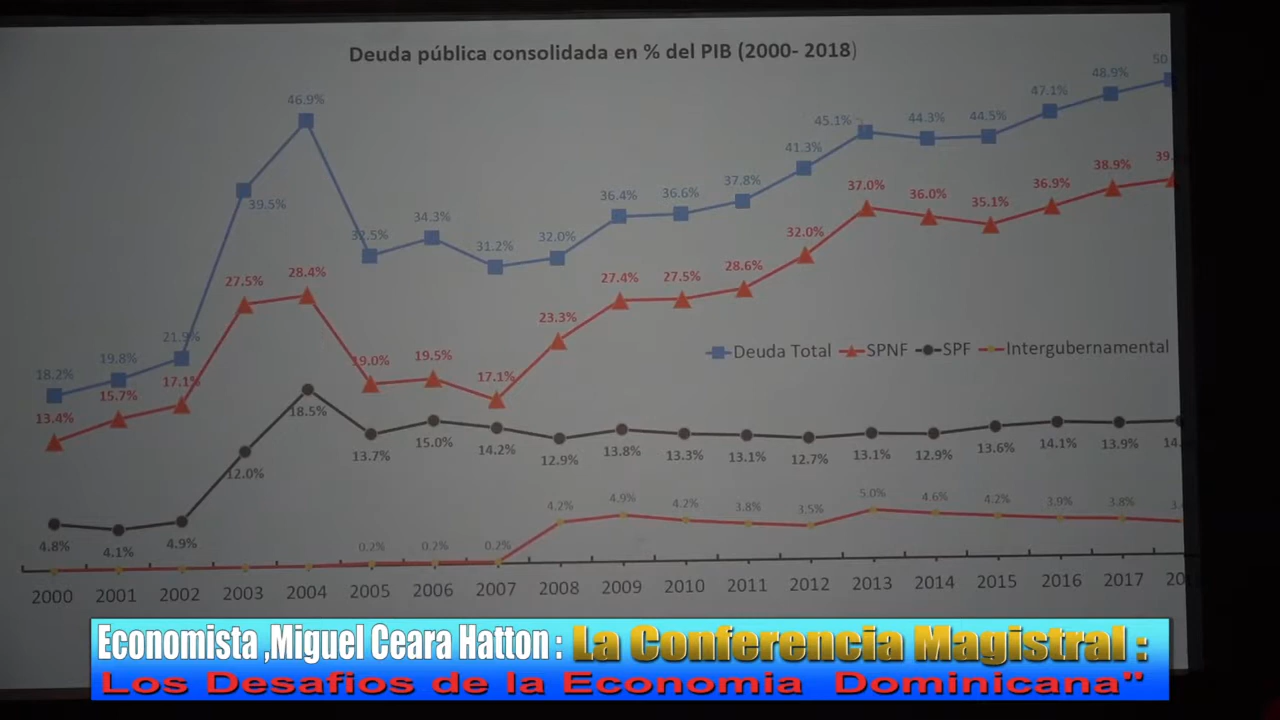 Deuda pública consolidada en % del PIB (2000- 2018)
18.2% 19.8% 21.9% 39.5% 46.9% 32.5% 34.3% 31.2% 32.0% 36.4% 36.6% 37.8% 41.3% 45.1% 44.3% 44.5% 47.1% 48.9% 50
13.4% 15.7% 17.1% 27.5% 28.4% 19.0% 19.5% 17.1% 23.3% 27.4% 27.5% 28.6% 32.0% 37.0% 36.0% 35.1% 36.9% 38.9% 39.
Deuda Total SPNF SPF Intergubernamental
4.8% 4.1% 4.9% 12.0% 18.5% 13.7% 15.0% 14.2% 12.9% 13.8% 13.3% 13.1% 12.7% 13.1% 12.9% 13.6% 14.1% 13.9% 14.
0.2% 0.2% 0.2% 4.2% 4.9% 4.2% 3.8% 3.5% 5.0% 4.6% 4.2% 3.9% 3.8% 3.
2000 2001 2002 2003 2004 2005 2006 2007 2008 2009 2010 2011 2012 2013 2014 2015 2016 2017 20
Economista ,Miguel Ceara Hatton : La Conferencia Magistral :
Los Desafios de la Economia Dominicana"